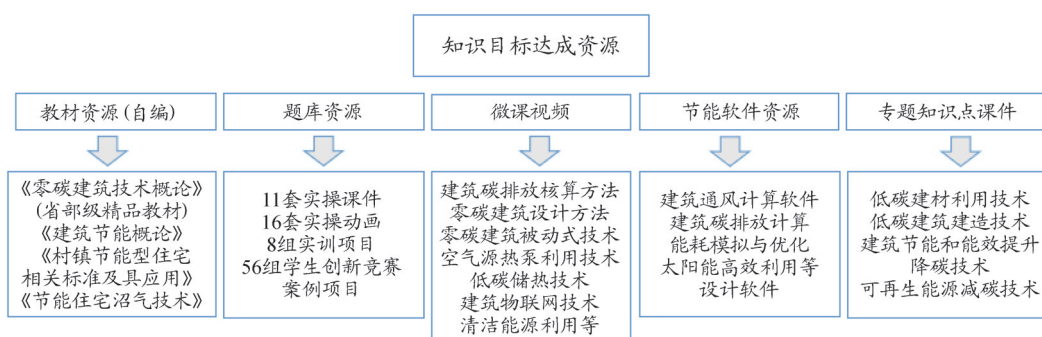 知识目标达成资源
教材资源(自编)
题库资源
微课视频
节能软件资源
专题知识点课件
《零碳建筑技术概论》
(省部级精品教材)
《建筑节能概论》
《村镇节能型住宅
相关标准及具应用》
《节能住宅沼气技术》
11套实操课件
16套实操动画
8组实训项目
56组学生创新竞赛
案例项目
建筑碳排放核算方法
零碳建筑设计方法
零碳建筑被动式技术
空气源热泵利用技术
低碳储热技术
建筑物联网技术
清洁能源利用等
建筑通风计算软件
建筑碳排放计算
能耗模拟与优化
太阳能高效利用等
设计软件
低碳建材利用技术
低碳建筑建造技术
建筑节能和能效提升
降碳技术
可再生能源减碳技术